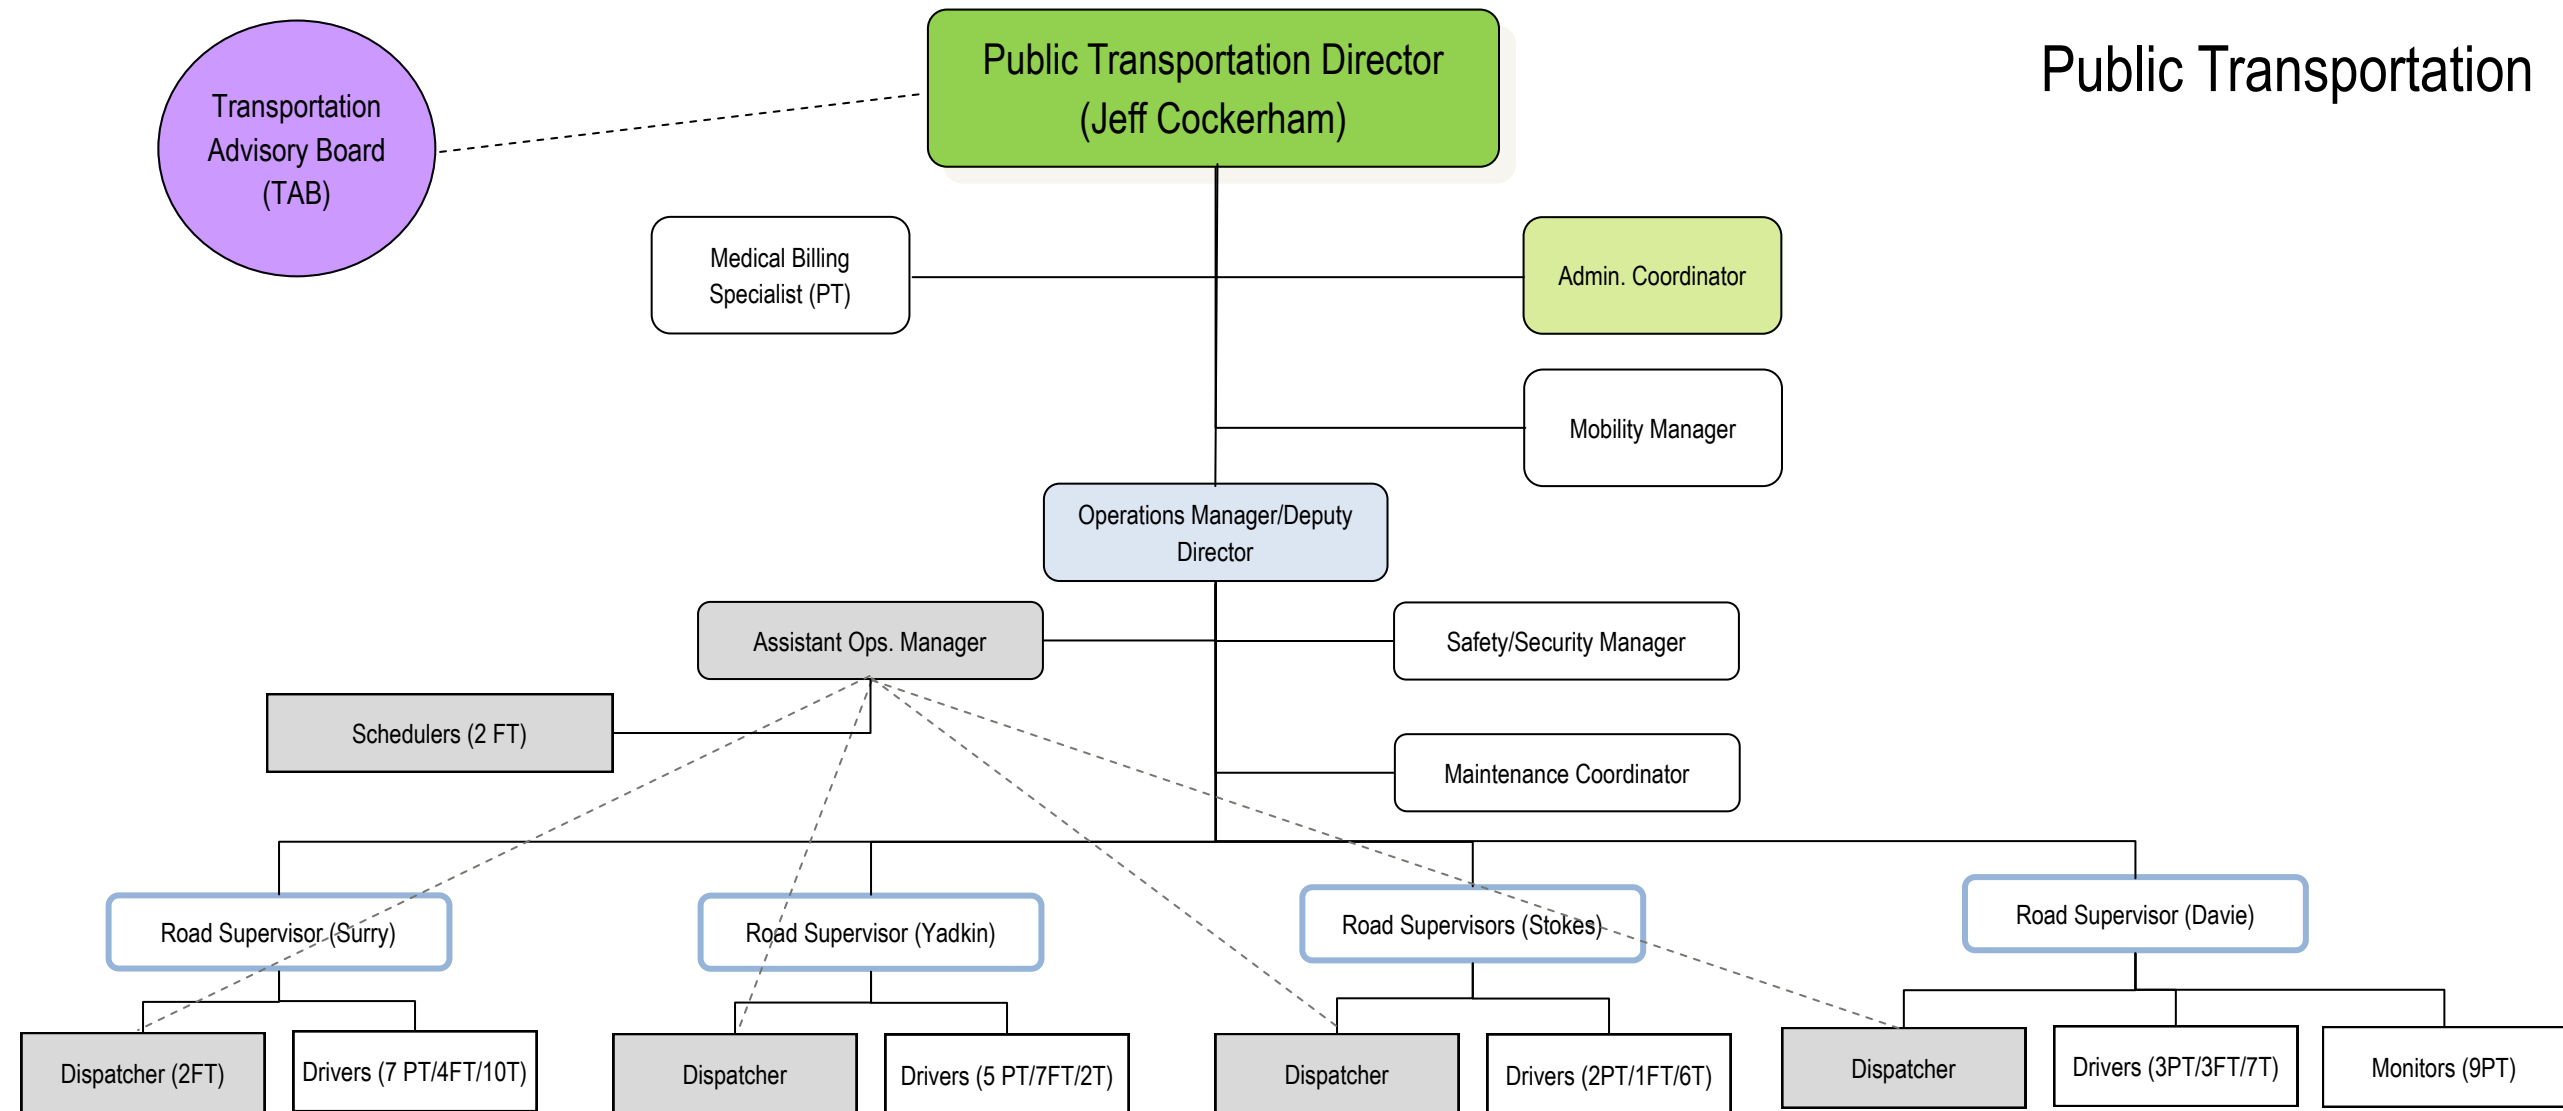 Public Transportation
Public Transportation Director
(Jeff Cockerham)
Transportation
Advisory Board
(TAB)
Medical Billing
Specialist (PT)
Admin. Coordinator
Mobility Manager
Operations Manager/Deputy
Director
Assistant Ops. Manager
Safety/Security Manager
Schedulers (2 FT)
Maintenance Coordinator
Road Supervisor (Surry)
Road Supervisor (Yadkin)
Road Supervisors (Stokes)
Road Supervisor (Davie)
Dispatcher (2FT)
Drivers (7 PT/4FT/10T)
Dispatcher
Drivers (5 PT/7FT/2T)
Dispatcher
Drivers (2PT/1FT/6T)
Dispatcher
Drivers (3PT/3FT/7T)
Monitors (9PT)